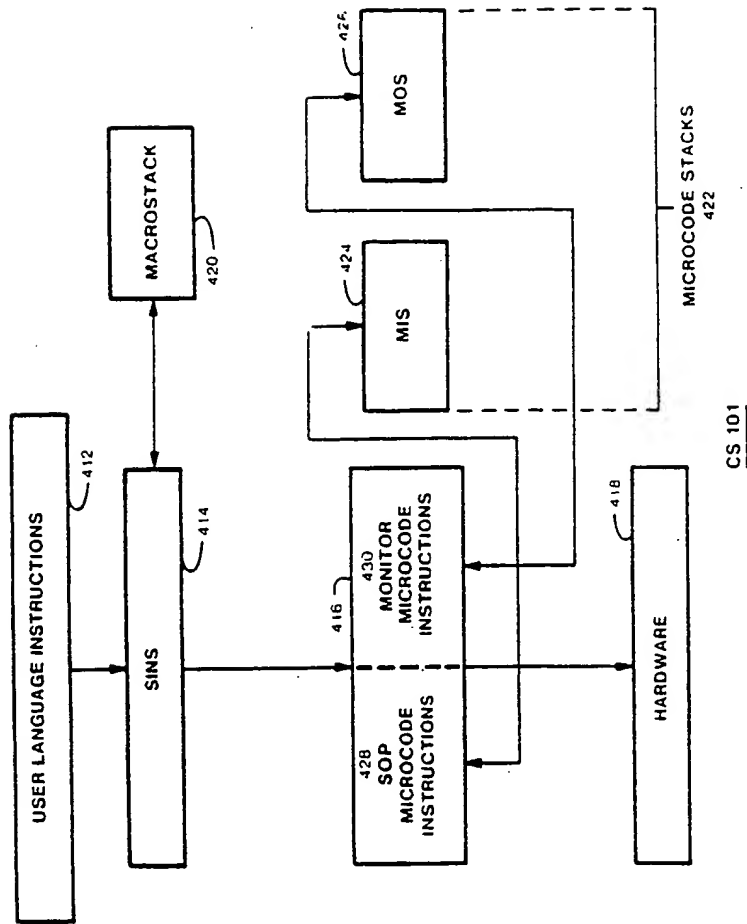 USER LANGUAGE INSTRUCTIONS
412
SINS
414
MACROSTACK
420
416
428
SOP
MICROCODE
INSTRUCTIONS
430
MONITOR
MICROCODE
INSTRUCTIONS
MIS
424
MOS
426
MICROCODE STACKS
422
HARDWARE
418
CS 101